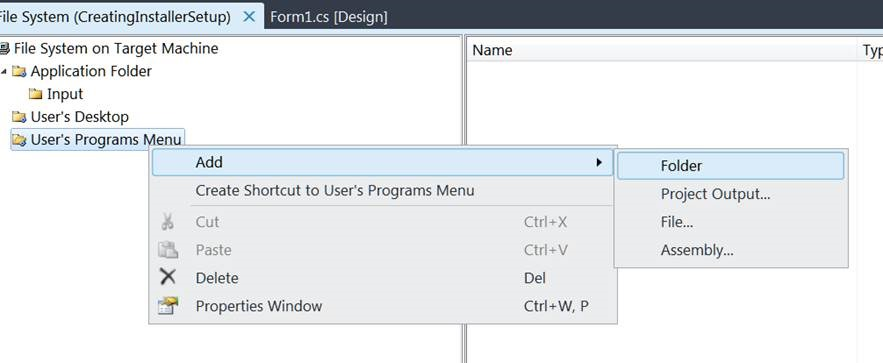 File System (CreatingInstallerSetup) ✕ Form1.cs [Design]
File System on Target Machine
Application Folder
Input
User's Desktop
User's Programs Menu
Name
Typ
Add
Create Shortcut to User's Programs Menu
Cut Ctrl+X
Paste Ctrl+V
Delete Del
Properties Window Ctrl+W, P
Folder
Project Output...
File...
Assembly...